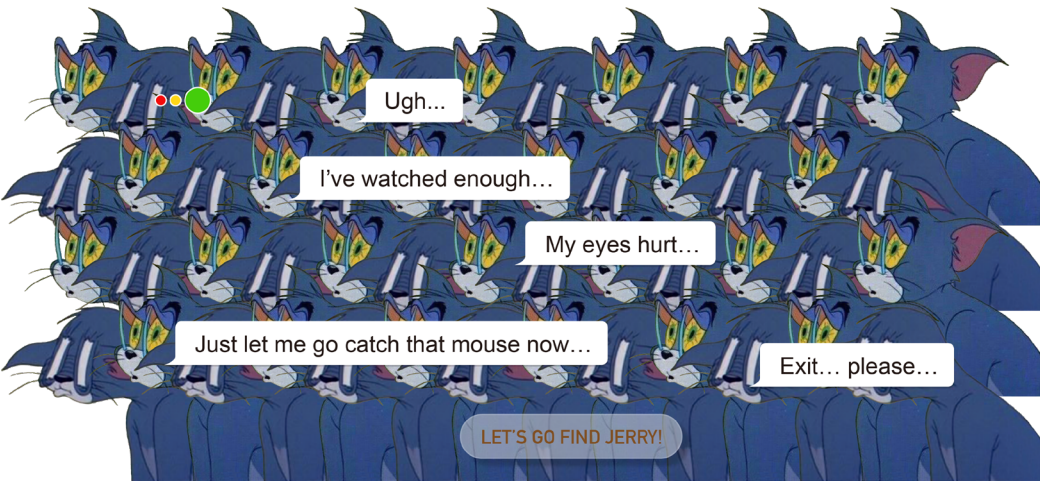 Ugh...
I've watched enough...
My eyes hurt...
Just let me go catch that mouse now...
Exit... please...
LET'S GO FIND JERRY!